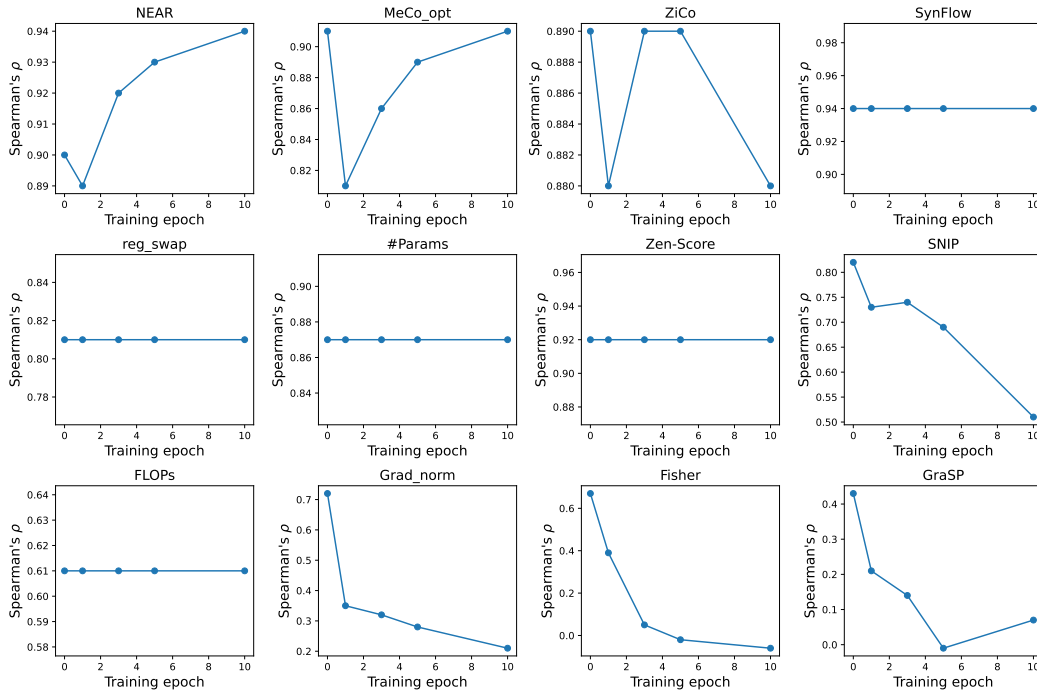 NEAR
MeCo_opt
ZiCo
SynFlow
Spearman's ρ
0.94
0.93
0.92
0.91
0.90
0.89
0 2 4 6 8 10
Training epoch
Spearman's ρ
0.90
0.88
0.86
0.84
0.82
0 2 4 6 8 10
Training epoch
Spearman's ρ
0.890
0.888
0.886
0.884
0.882
0.880
0 2 4 6 8 10
Training epoch
Spearman's ρ
0.98
0.96
0.94
0.92
0.90
0 2 4 6 8 10
Training epoch
reg_swap
#Params
Zen-Score
SNIP
Spearman's ρ
0.84
0.82
0.80
0.78
0 2 4 6 8 10
Training epoch
Spearman's ρ
0.90
0.88
0.86
0.84
0 2 4 6 8 10
Training epoch
Spearman's ρ
0.96
0.94
0.92
0.90
0.88
0 2 4 6 8 10
Training epoch
Spearman's ρ
0.80
0.75
0.70
0.65
0.60
0.55
0.50
0 2 4 6 8 10
Training epoch
FLOPs
Grad_norm
Fisher
GraSP
Spearman's ρ
0.64
0.63
0.62
0.61
0.60
0.59
0.58
0 2 4 6 8 10
Training epoch
Spearman's ρ
0.7
0.6
0.5
0.4
0.3
0.2
0 2 4 6 8 10
Training epoch
Spearman's ρ
0.6
0.4
0.2
0.0
0 2 4 6 8 10
Training epoch
Spearman's ρ
0.4
0.3
0.2
0.1
0.0
0 2 4 6 8 10
Training epoch